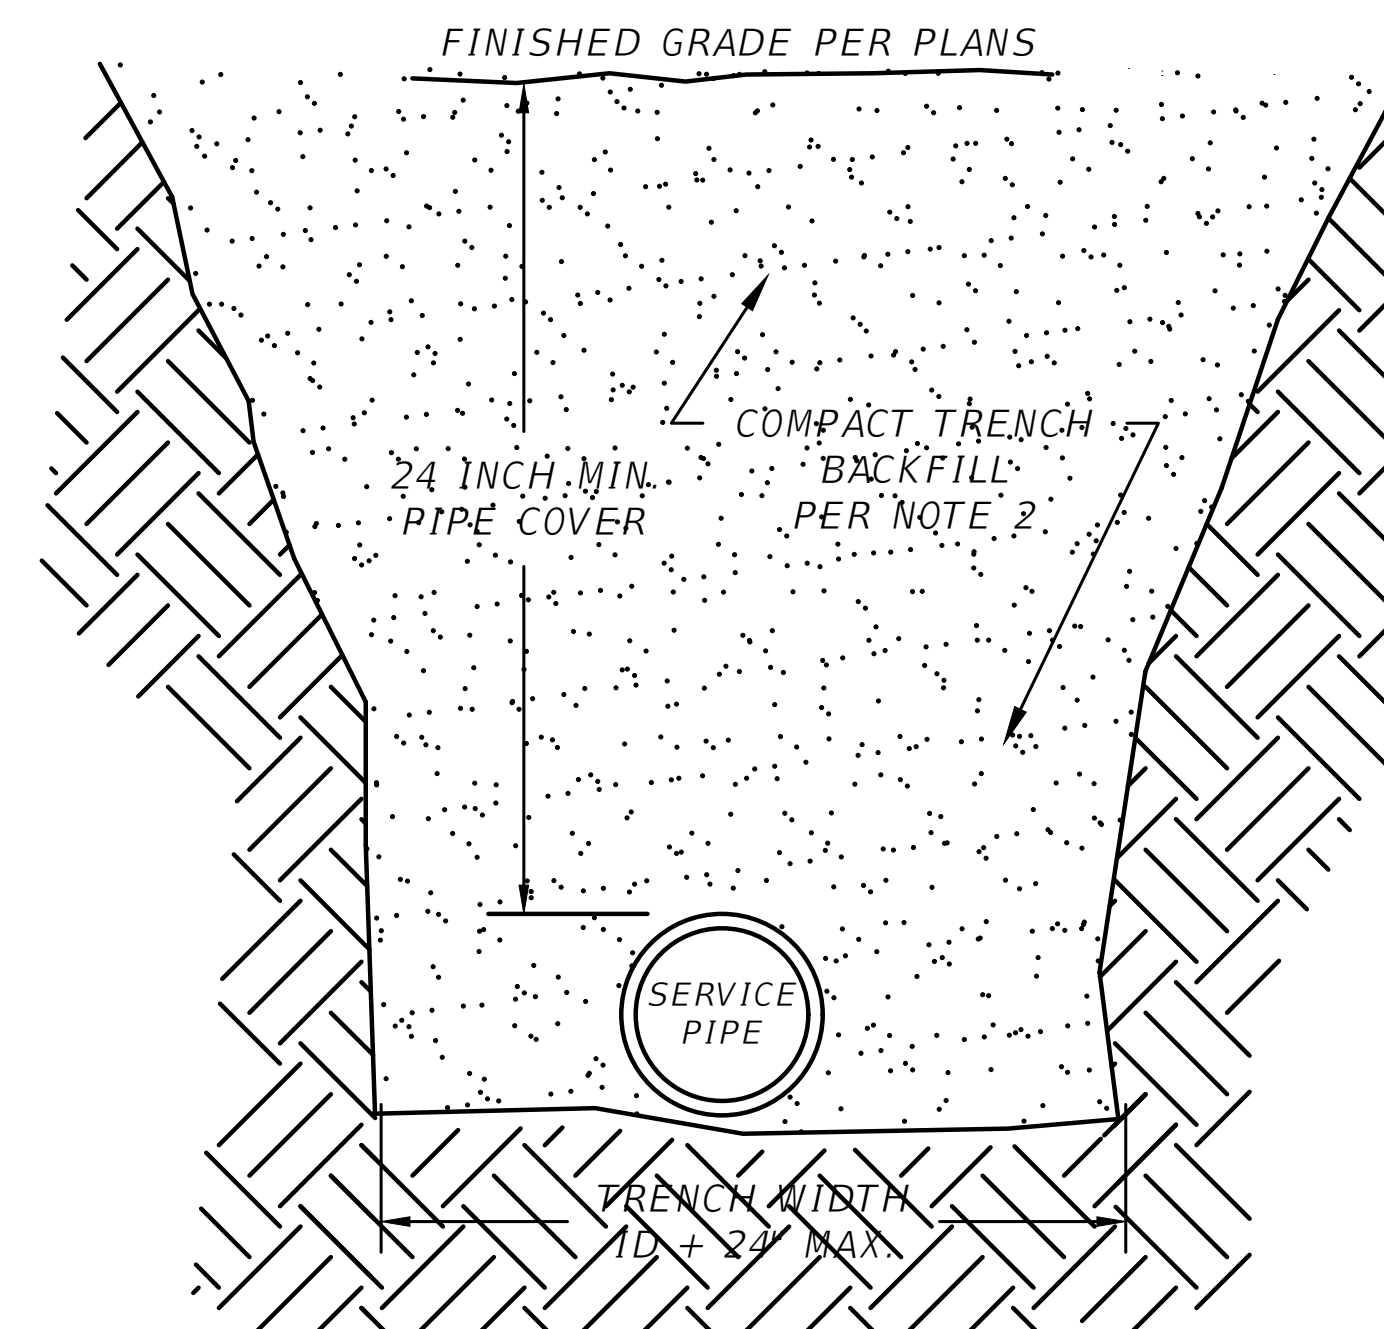 FINISHED GRADE PER PLANS
COMPACT TRENCH
BACKFILL
PER NOTE 2
24 INCH MIN.
PIPE COVER
SERVICE
PIPE
TRENCH WIDTH
ID + 24" MAX.